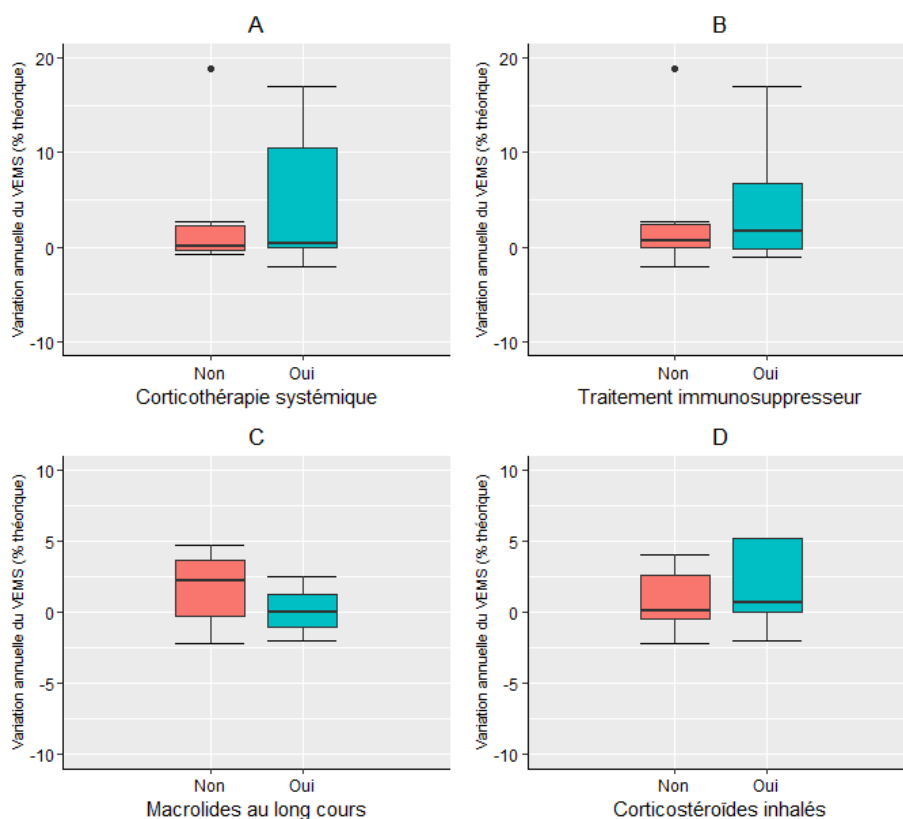 A
Variation annuelle du VEMS (% théorique)
20
10
0
-10
Non Oui
Corticothérapie systémique
B
Variation annuelle du VEMS (% théorique)
20
10
0
-10
Non Oui
Traitement immunosuppresseur
C
Variation annuelle du VEMS (% théorique)
10
5
0
-5
-10
Non Oui
Macrolides au long cours
D
Variation annuelle du VEMS (% théorique)
10
5
0
-5
-10
Non Oui
Corticostéroïdes inhalés